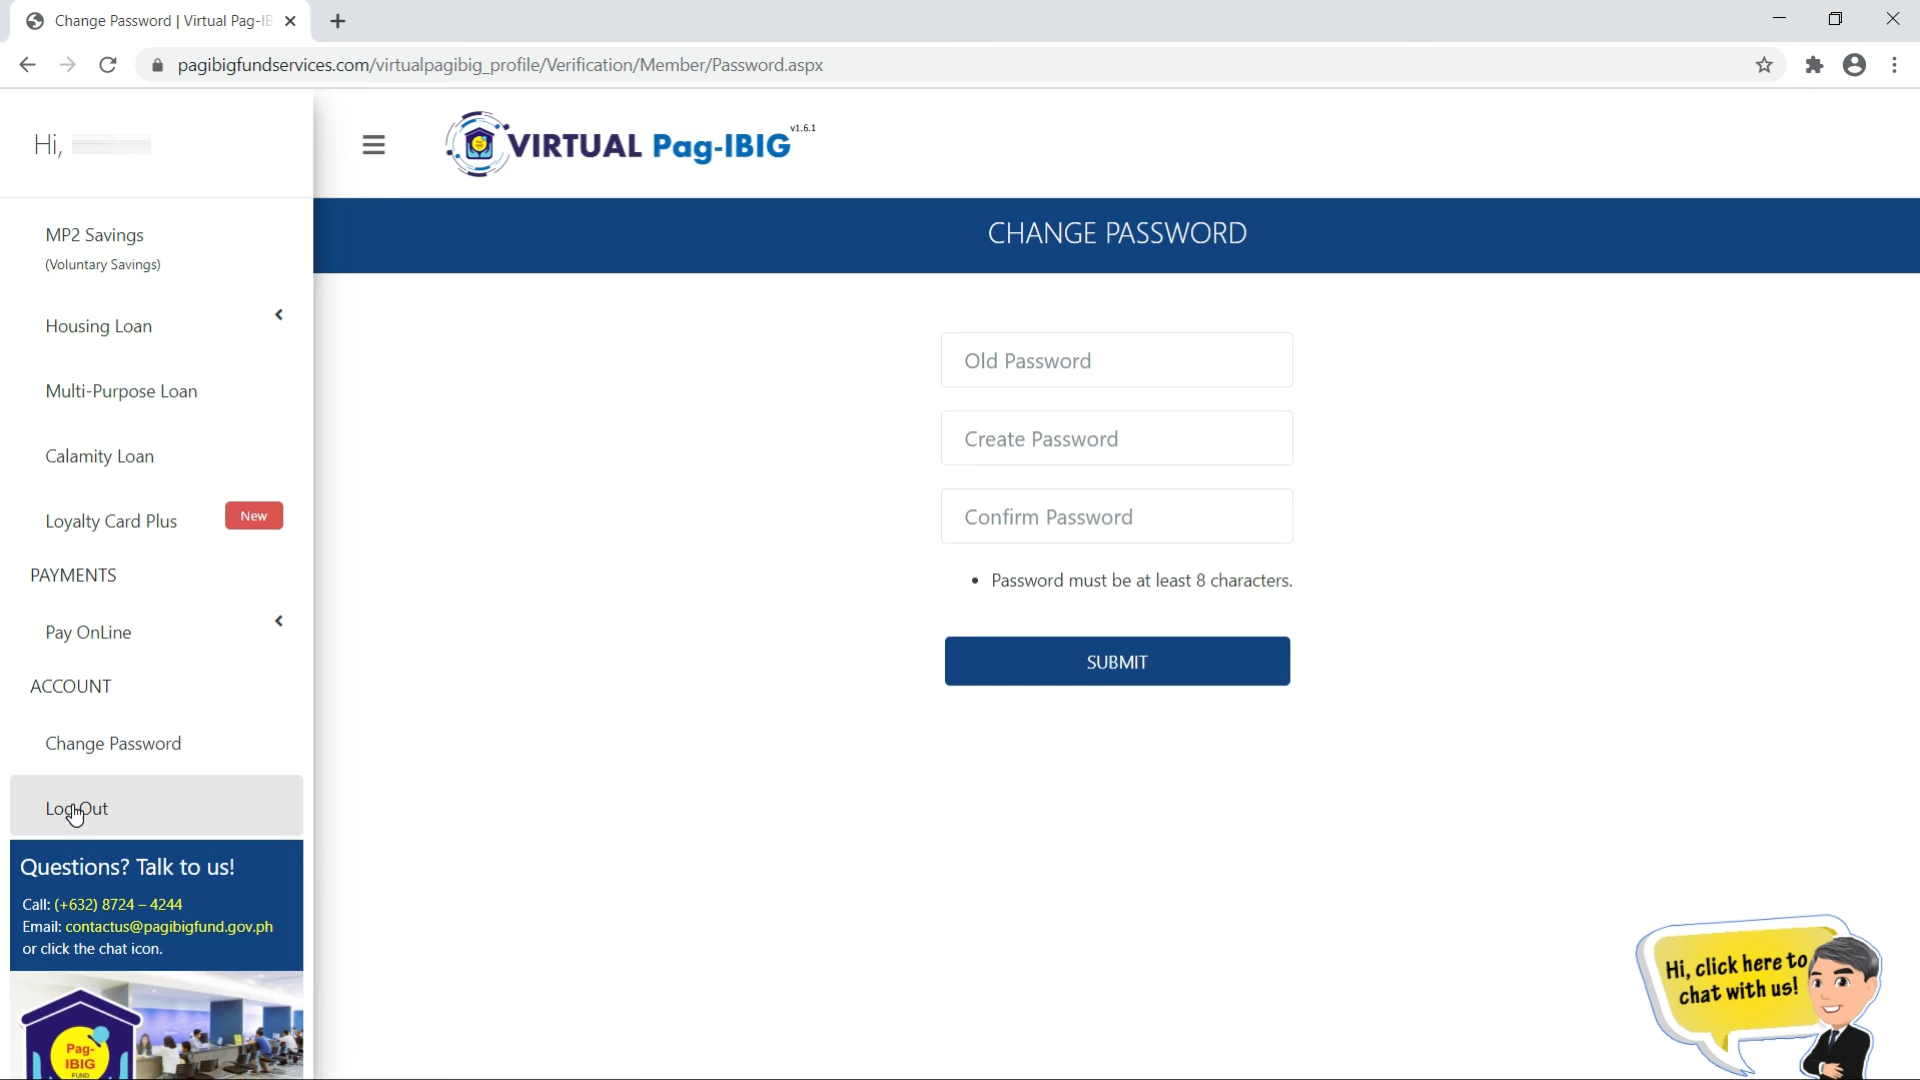 Change Password | Virtual Pag-IB
pagibigfundservices.com/virtualpagibig_profile/Verification/Member/Password.aspx
Hi,
VIRTUAL Pag-IBIG v1.6.1
CHANGE PASSWORD
MP2 Savings
(Voluntary Savings)
Housing Loan
Multi-Purpose Loan
Calamity Loan
Loyalty Card Plus New
PAYMENTS
Pay OnLine
ACCOUNT
Change Password
Log Out
Questions? Talk to us!
Call: (+632) 8724 – 4244
Email: contactus@pagibigfund.gov.ph
or click the chat icon.
Pag-
IBIG
FUND
Old Password
Create Password
Confirm Password
• Password must be at least 8 characters.
SUBMIT
Hi, click here to
chat with us!